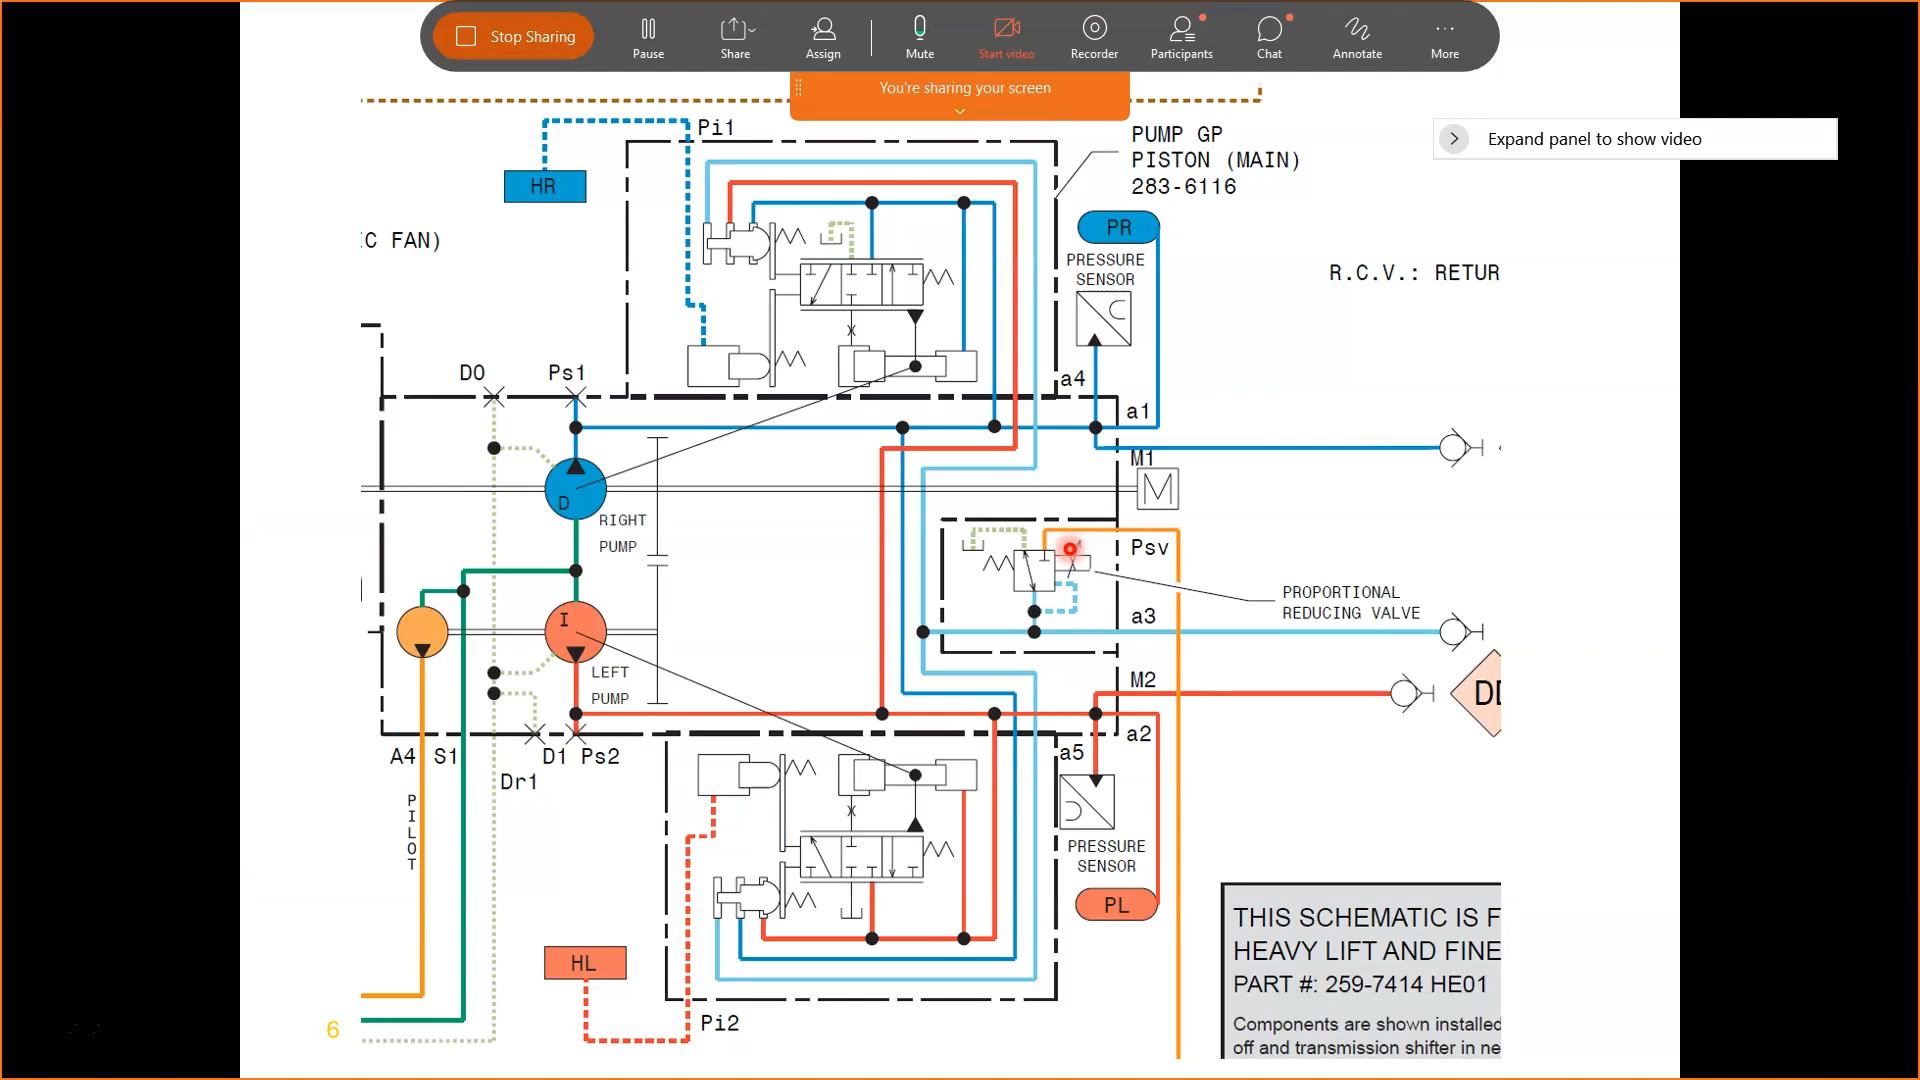 Stop Sharing
Pause
Share
Assign
Mute
Start video
Recorder
Participants
Chat
Annotate
More
You're sharing your screen
Expand panel to show video
Pi1
PUMP GP
PISTON (MAIN)
283-6116
HR
PR
C FAN)
PRESSURE
SENSOR
R.C.V.: RETUR
D0
Ps1
a4
a1
M1
M
D
RIGHT
PUMP
Psv
PROPORTIONAL
REDUCING VALVE
I
a3
LEFT
PUMP
M2
a2
A4
S1
D1
Ps2
Dr1
a5
PILOT
PRESSURE
SENSOR
PL
HL
Pi2
6
THIS SCHEMATIC IS F
HEAVY LIFT AND FINE
PART #: 259-7414 HE01
Components are shown installed
off and transmission shifter in ne